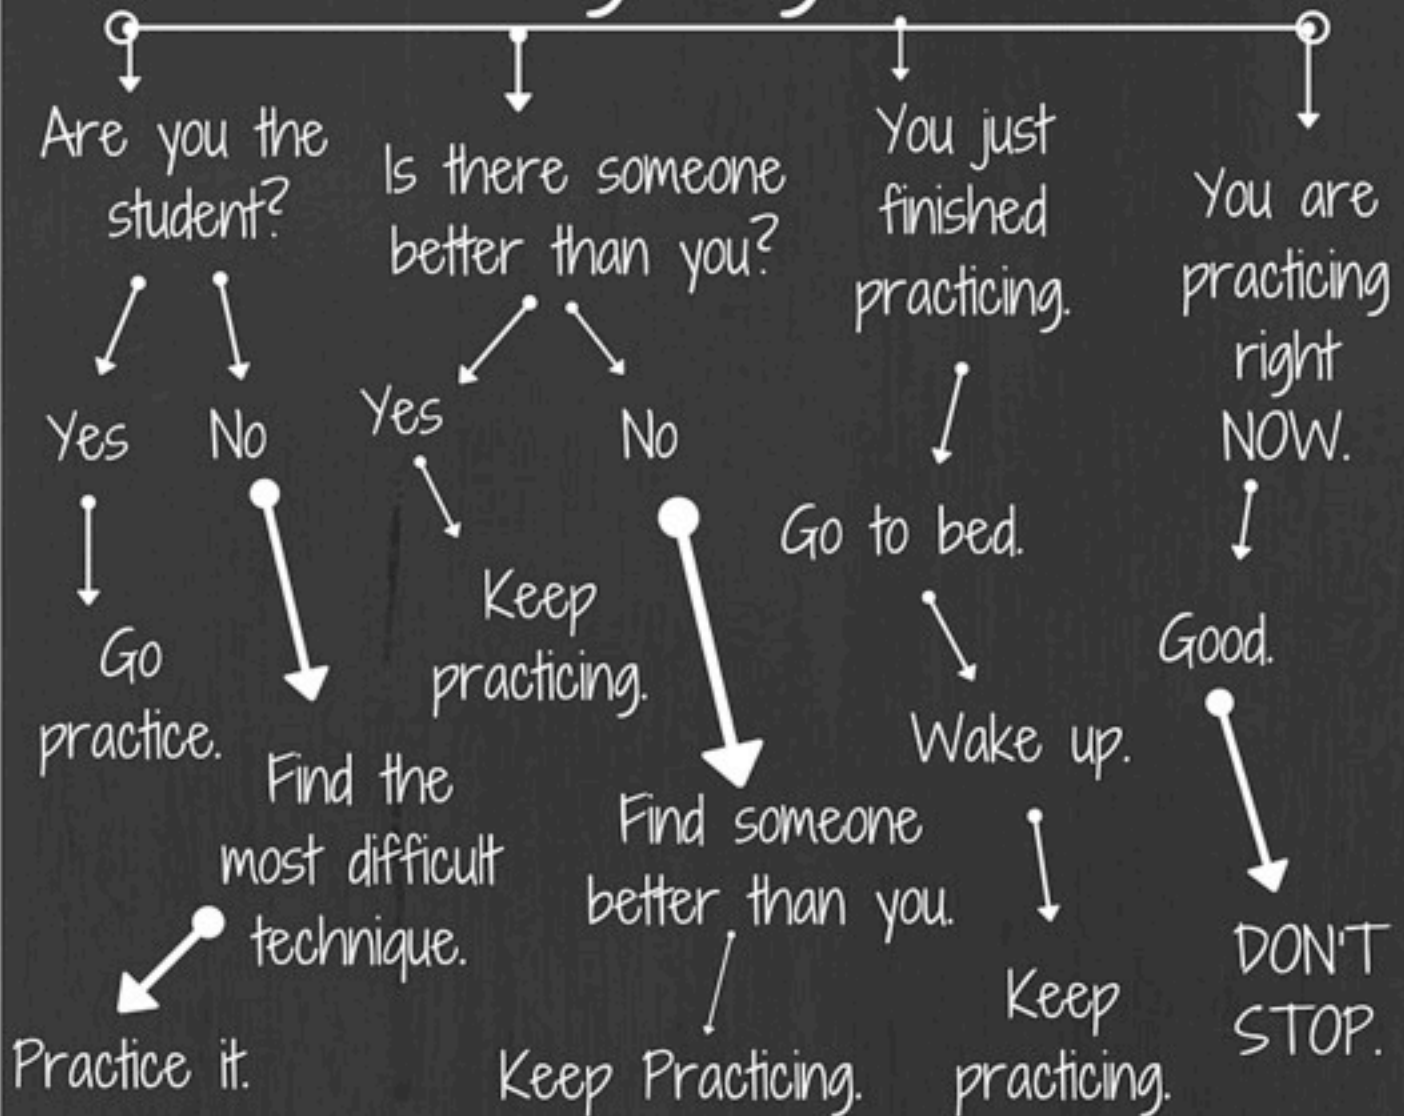 Are you the
student?
Yes
No
Go
practice.
Find the
most difficult
technique.
Practice it.
Is there someone
better than you?
Yes
No
Keep
practicing.
Find someone
better than you.
Keep Practicing.
You just
finished
practicing.
Go to bed.
Wake up.
Keep
practicing.
You are
practicing
right
NOW.
Good.
DON'T
STOP.